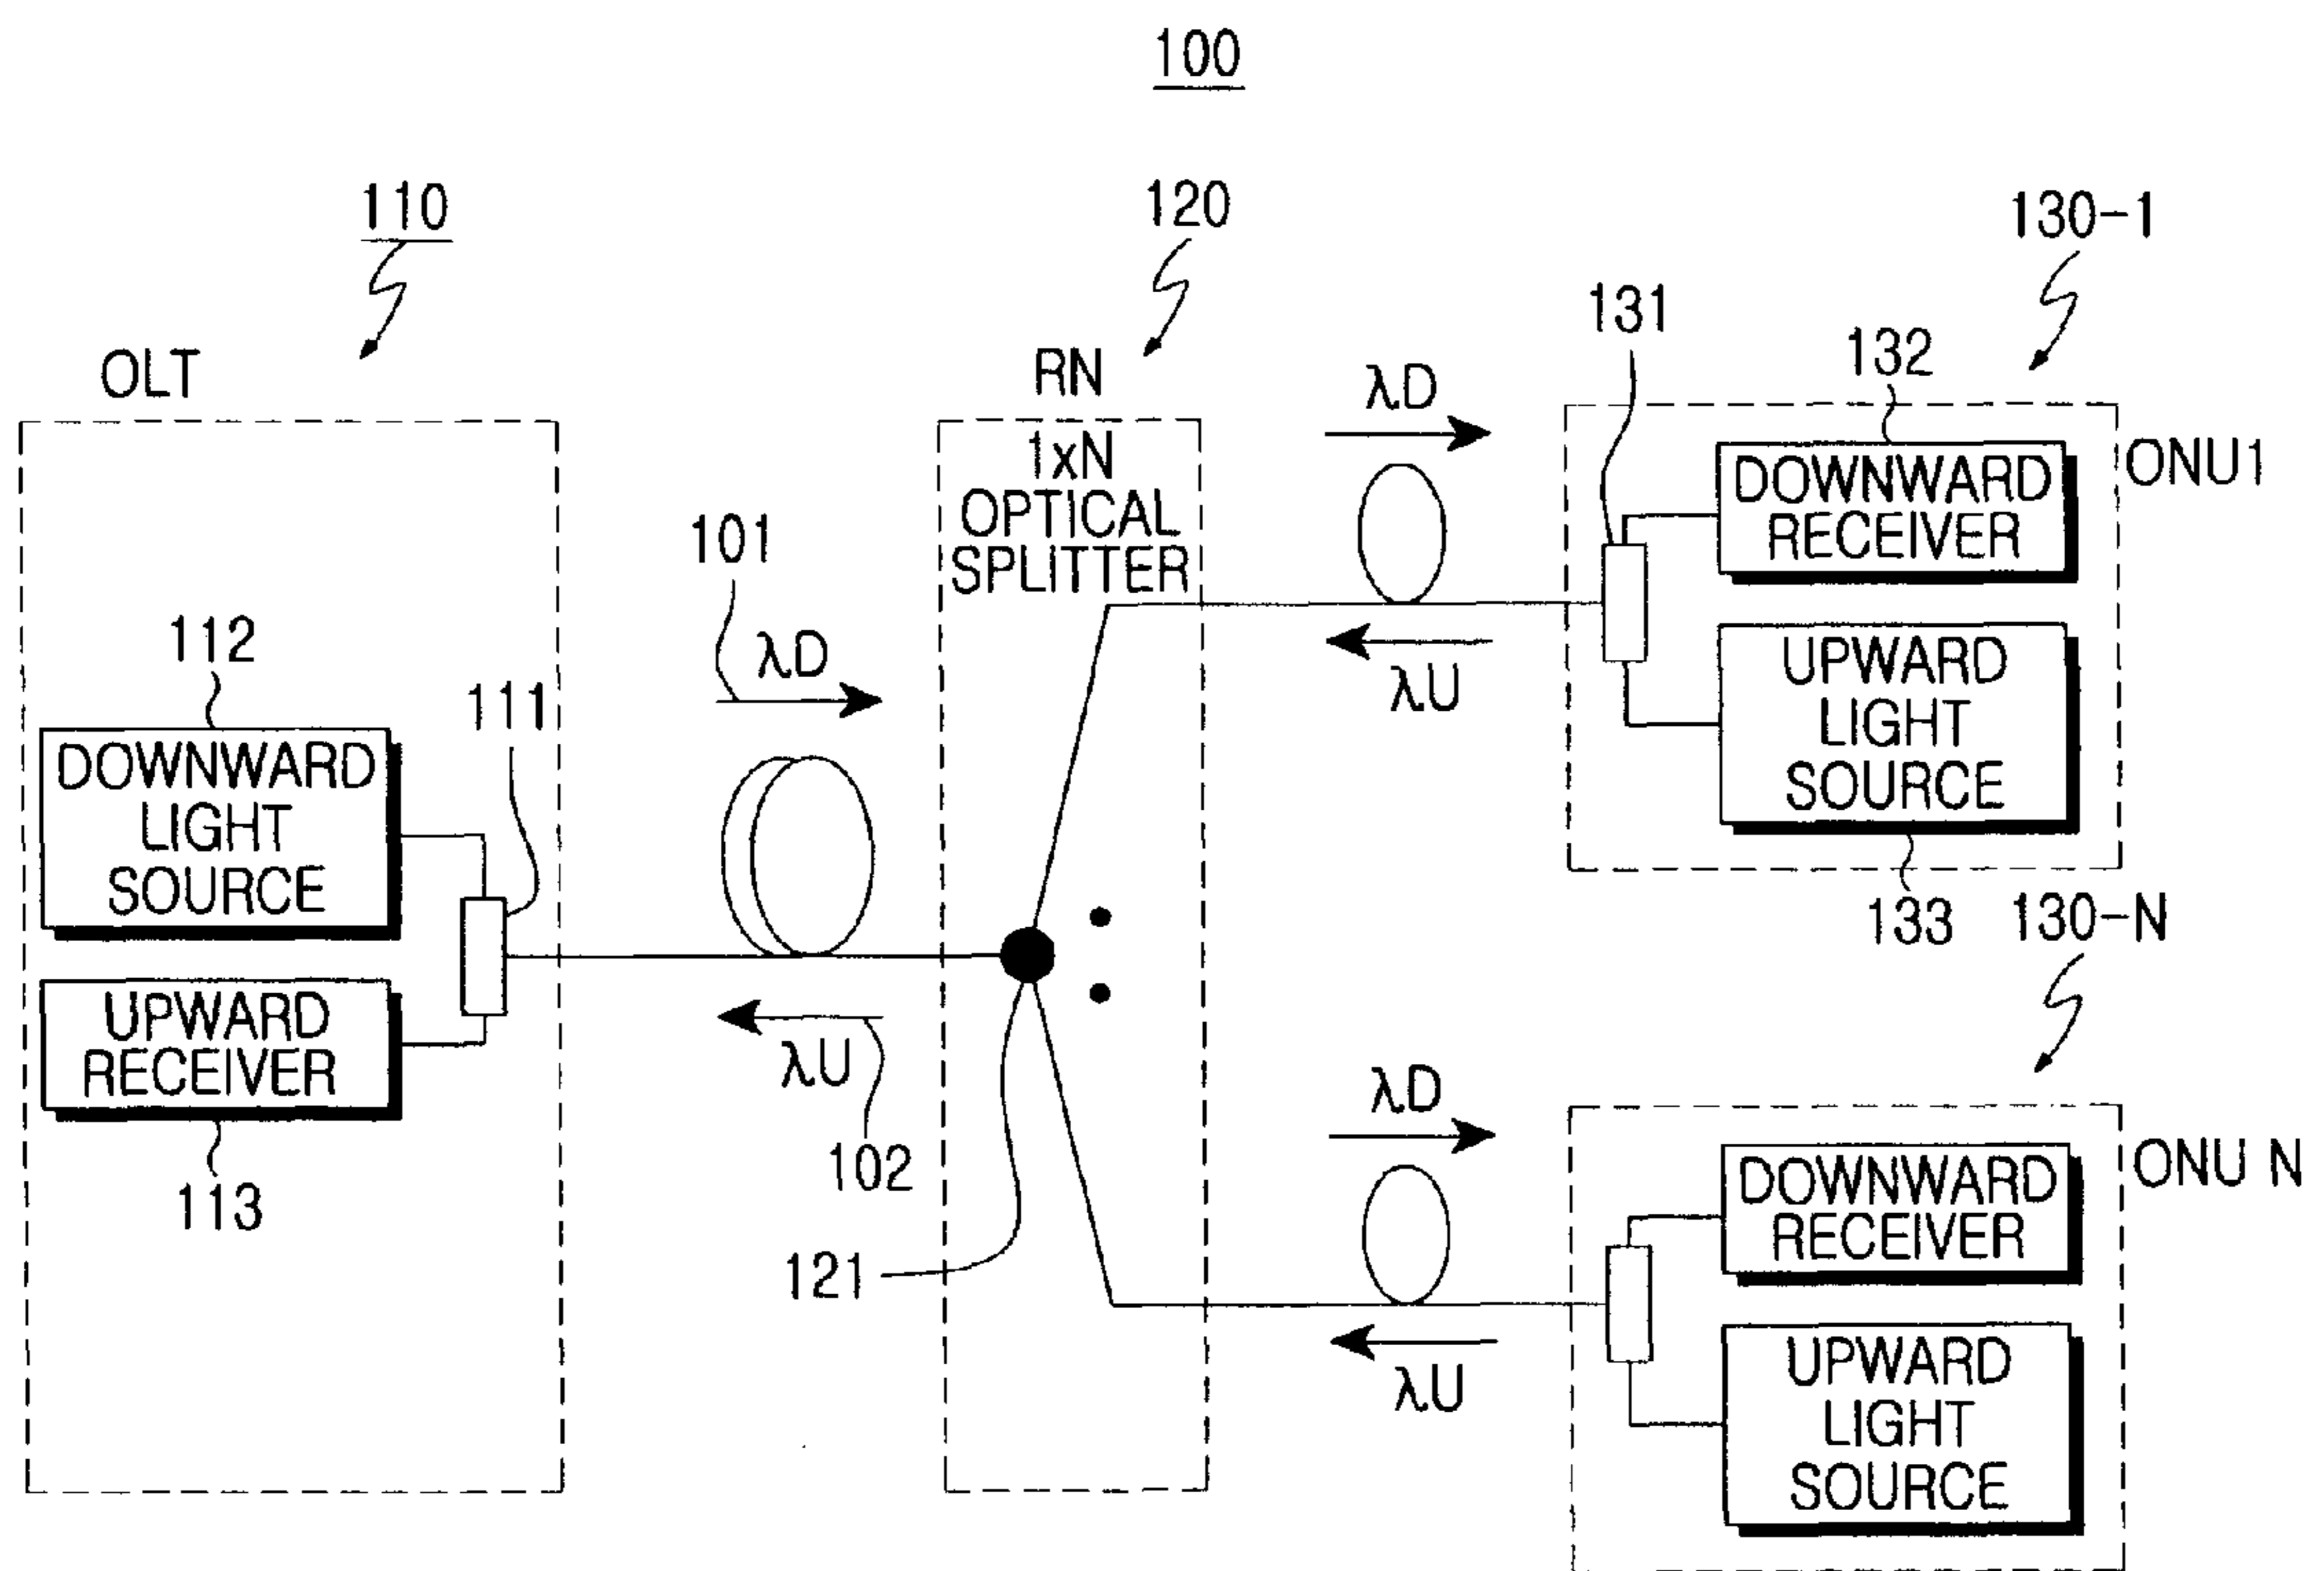 100
110
120
130-1
OLT
RN
1xN
OPTICAL
SPLITTER
101
λD
112
111
DOWNWARD
LIGHT
SOURCE
UPWARD
RECEIVER
113
λU
102
121
λD
λU
131
132
ONU1
DOWNWARD
RECEIVER
UPWARD
LIGHT
SOURCE
133
130-N
λD
λU
ONU N
DOWNWARD
RECEIVER
UPWARD
LIGHT
SOURCE